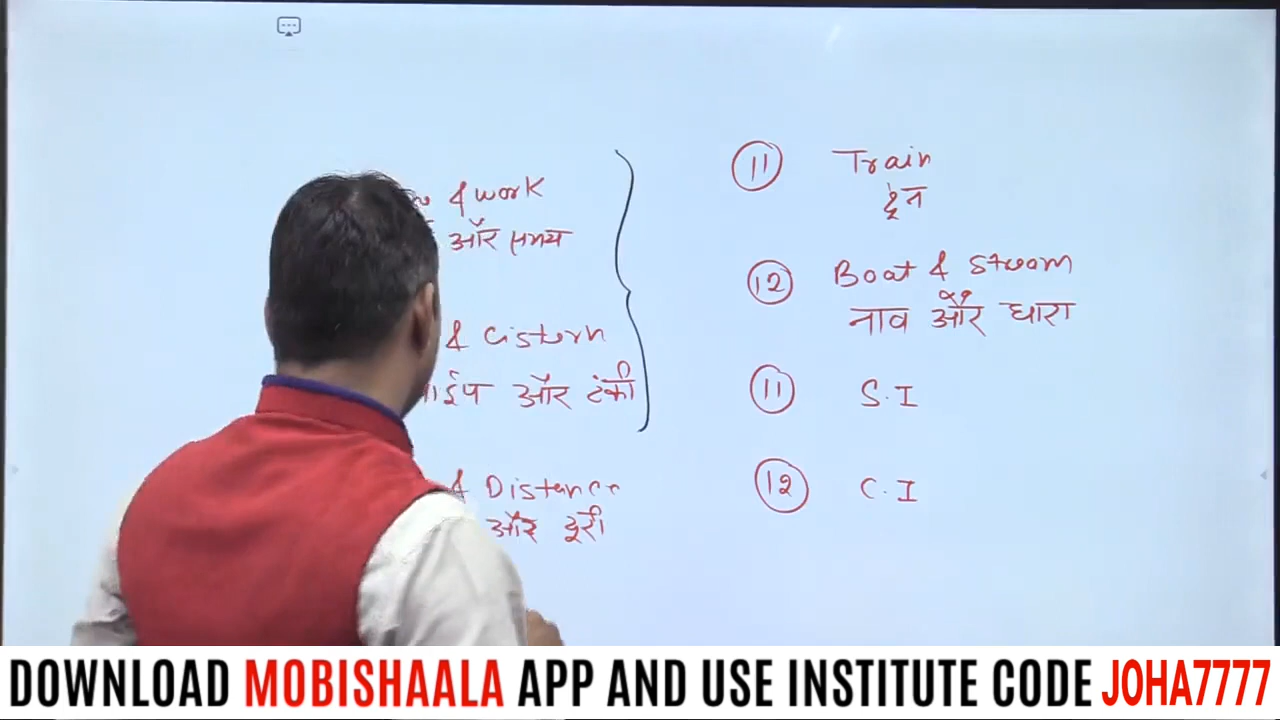 & work
और समय
& Cistern
पाईप और टंकी
& Distance
और दूरी
11 Train
ट्रेन
12 Boat & Stream
नाव और धारा
11 S.I
12 C.I
DOWNLOAD MOBISHAALA APP AND USE INSTITUTE CODE JOHA7777